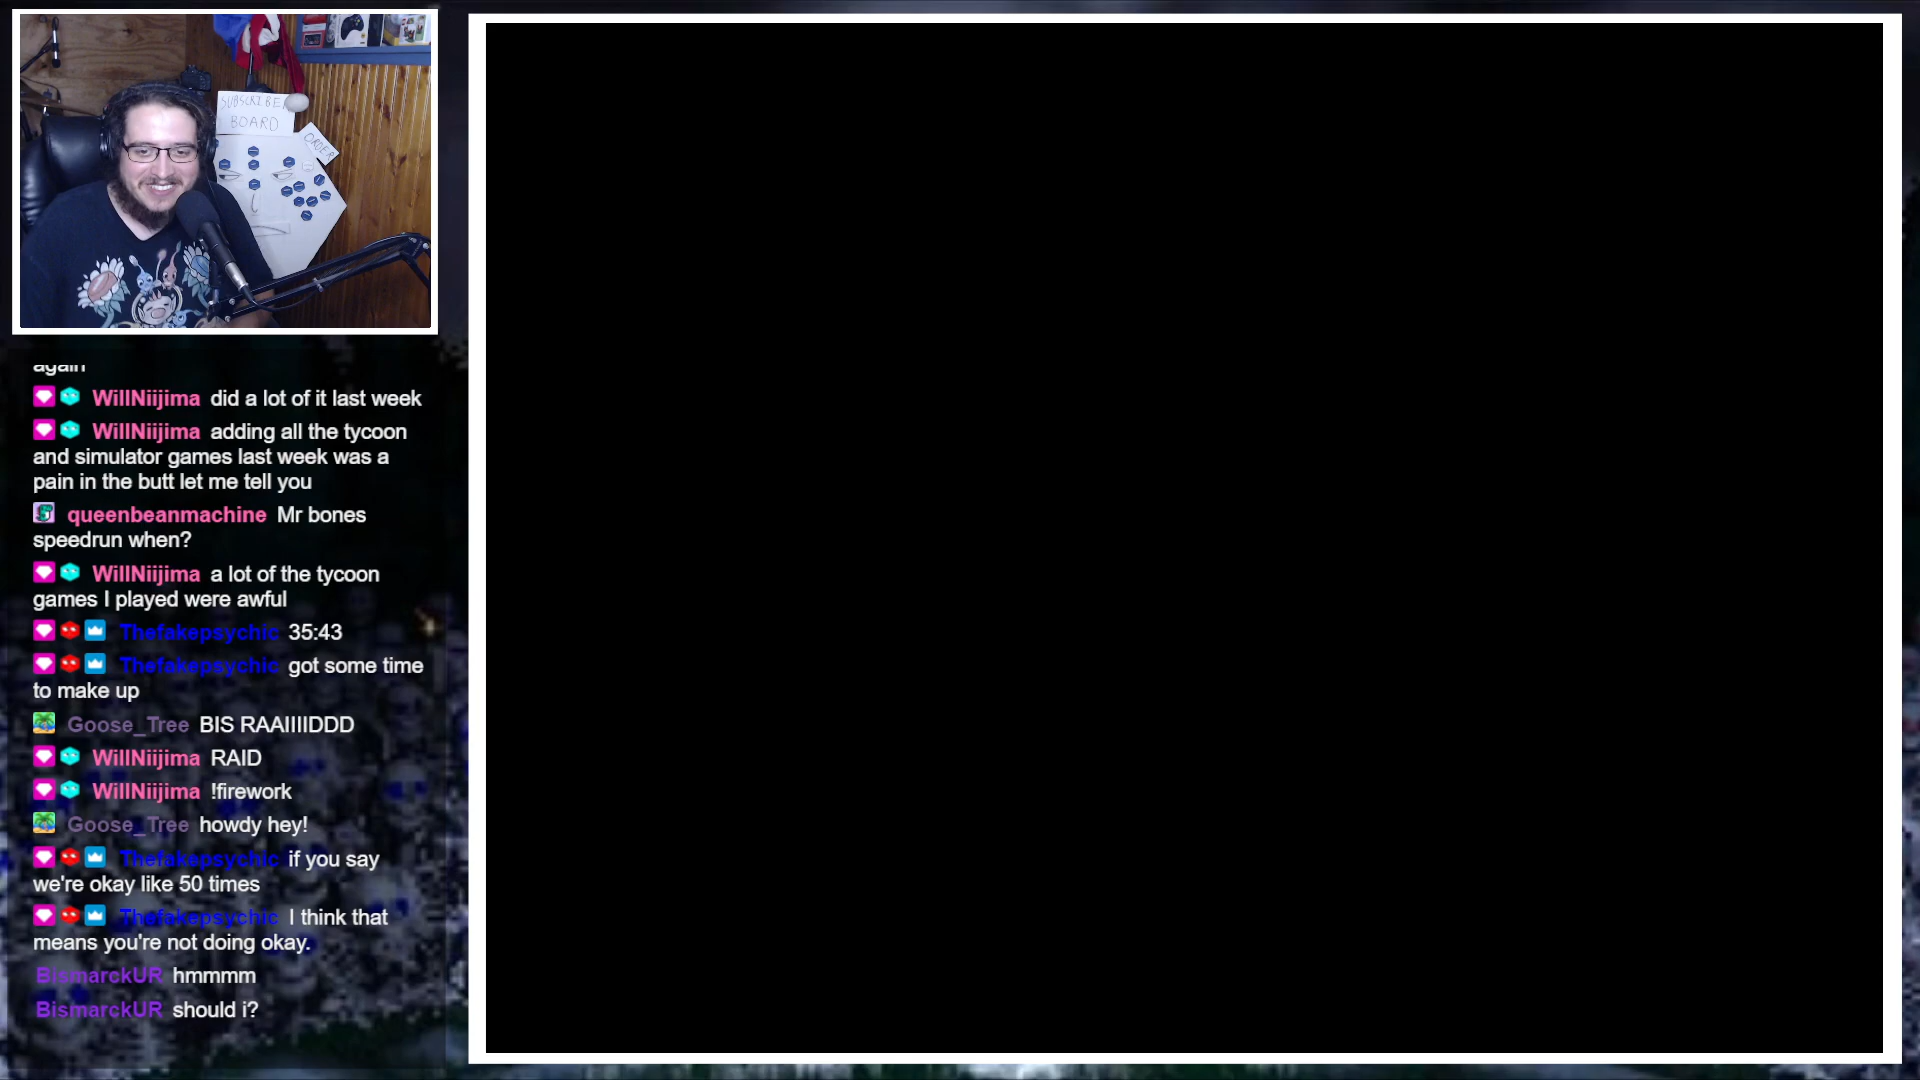 SUBSCRIBER
BOARD
ORDER
again
WillNiijima did a lot of it last week
WillNiijima adding all the tycoon
and simulator games last week was a
pain in the butt let me tell you
queenbeanmachine Mr bones
speedrun when?
WillNiijima a lot of the tycoon
games I played were awful
Thefakepsychic 35:43
Thefakepsychic got some time
to make up
Goose_Tree BIS RAAIIIIDDD
WillNiijima RAID
WillNiijima !firework
Goose_Tree howdy hey!
Thefakepsychic if you say
we're okay like 50 times
Thefakepsychic I think that
means you're not doing okay.
BismarckUR hmmmm
BismarckUR should i?